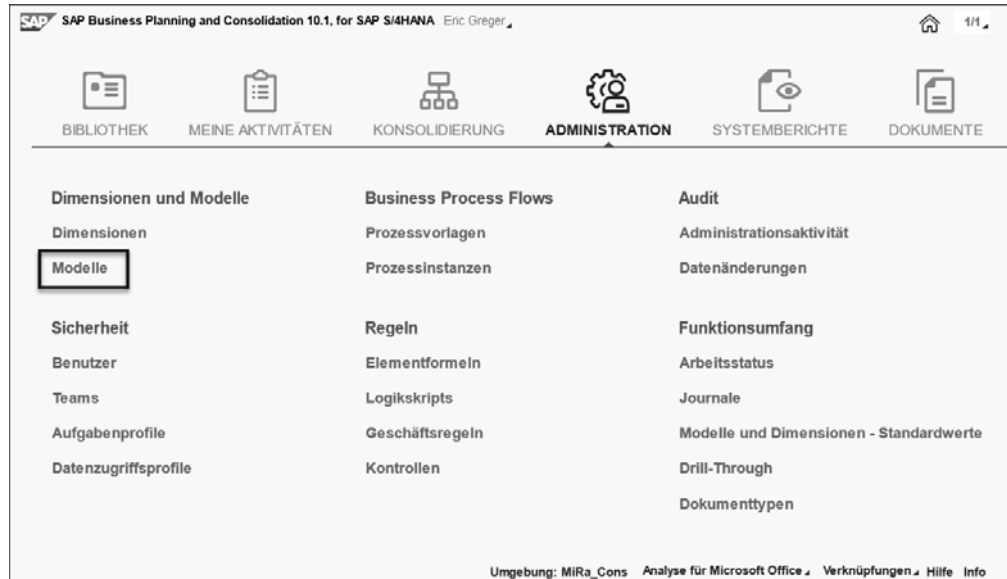 SAP SAP Business Planning and Consolidation 10.1, for SAP S/4HANA Eric Greger 1/1
BIBLIOTHEK MEINE AKTIVITÄTEN KONSOLIDIERUNG ADMINISTRATION SYSTEMBERICHTE DOKUMENTE
Dimensionen und Modelle
Dimensionen
Modelle
Business Process Flows
Prozessvorlagen
Prozessinstanzen
Audit
Administrationsaktivität
Datenänderungen
Sicherheit
Benutzer
Teams
Aufgabenprofile
Datenzugriffsprofile
Regeln
Elementformeln
Logikskripts
Geschäftsregeln
Kontrollen
Funktionsumfang
Arbeitsstatus
Journale
Modelle und Dimensionen - Standardwerte
Drill-Through
Dokumenttypen
Umgebung: MiRa_Cons Analyse für Microsoft Office Verknüpfungen Hilfe Info